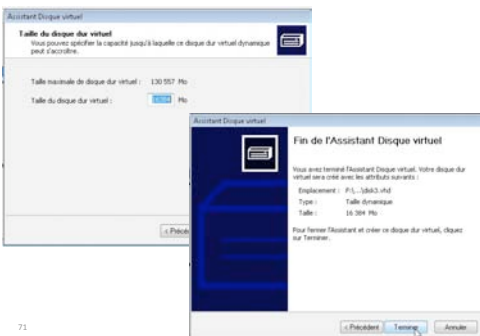 Assistant Disque virtuel
Taille du disque dur virtuel
Vous pouvez spécifier la capacité jusqu'à laquelle ce disque dur virtuel dynamique
peut s'accroître.
Taille maximale de disque dur virtuel : 130 557 Mo
Taille du disque dur virtuel : 16384 Mo
< Précé
Assistant Disque virtuel
Fin de l'Assistant Disque virtuel
Vous avez terminé l'Assistant Disque virtuel. Votre disque dur
virtuel sera créé avec les attributs suivants :
Emplacement : F:\...\disk3.vhd
Type : Taille dynamique
Taille : 16 384 Mo
Pour fermer l'Assistant et créer ce disque dur virtuel, cliquez
sur Terminer.
< Précédent Terminer Annuler
71